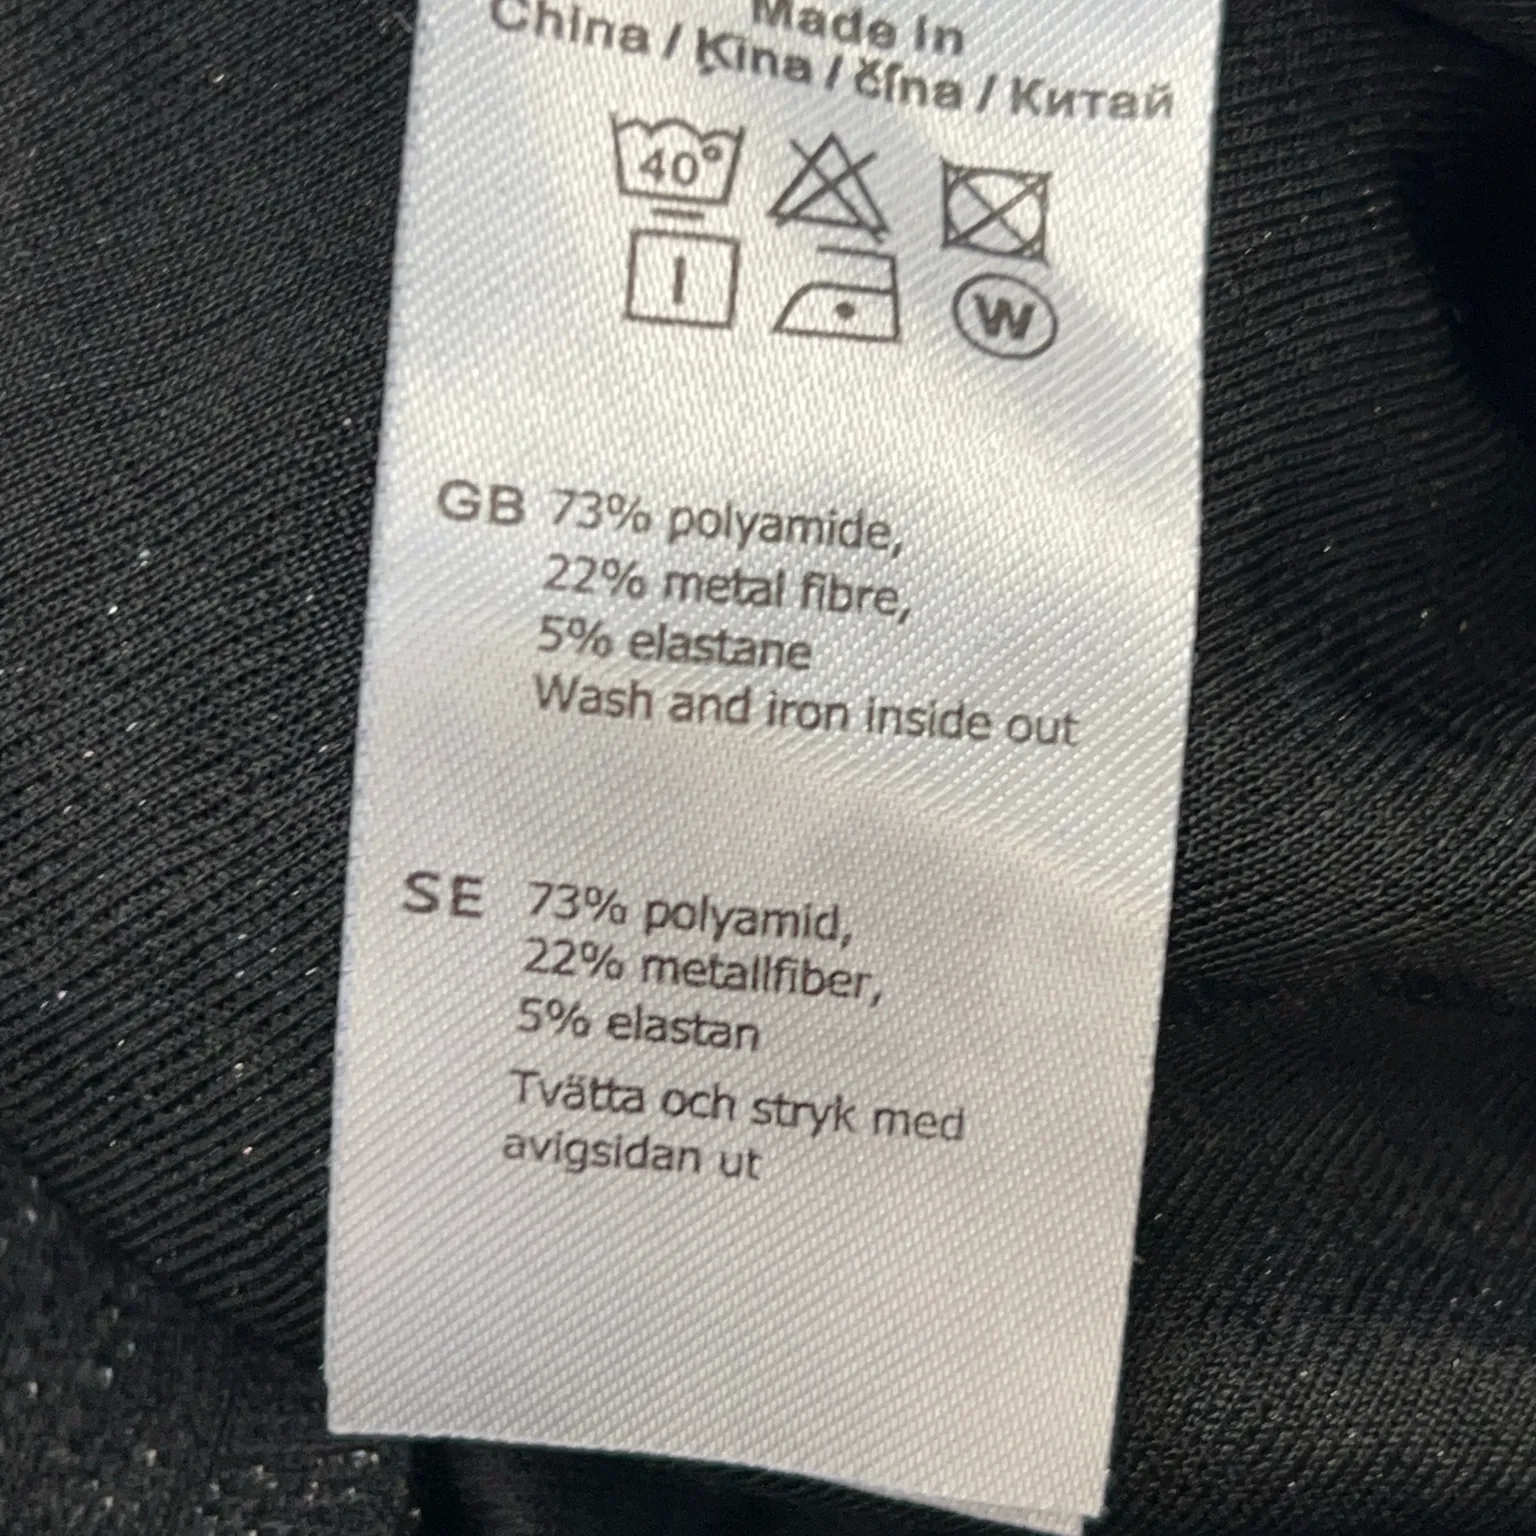 Made in
China / Ķīna / Čína / Китай
40°
W
GB 73% polyamide,
22% metal fibre,
5% elastane
Wash and iron inside out
SE 73% polyamid,
22% metallfiber,
5% elastan
Tvätta och stryk med
avigsidan ut